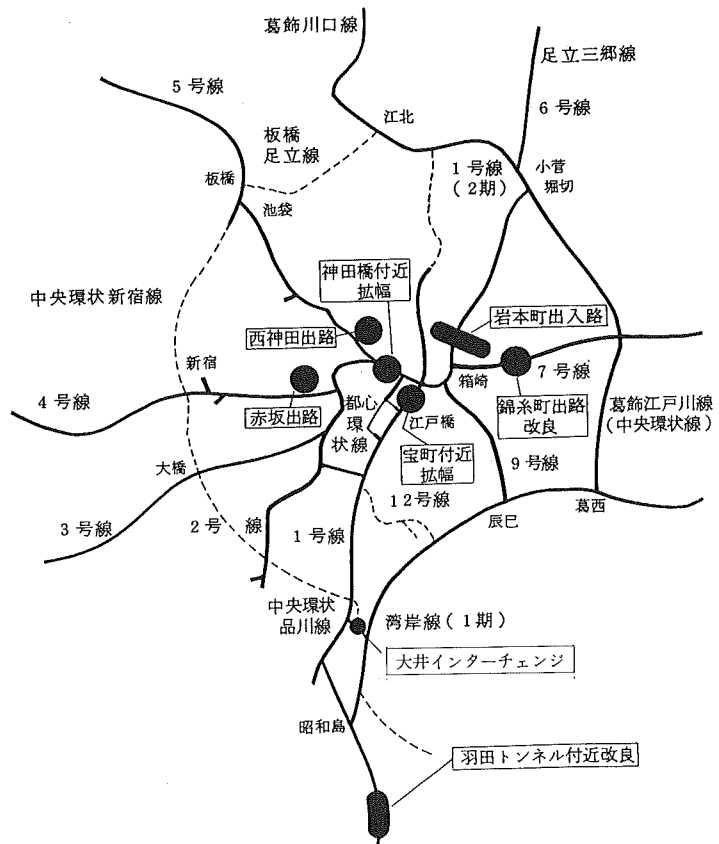 葛飾川口線
足立三郷線
5号線
6号線
江北
板橋
足立線
1号線
(2期)
小菅
堀切
板橋
池袋
神田橋付近
拡幅
中央環状新宿線
岩本町出入路
西神田出路
新宿
箱崎
7号線
4号線
赤坂出路
都心
環
状
線
江戸橋
錦糸町出路
改良
葛飾江戸川線
(中央環状線)
宝町付近
拡幅
大橋
9号線
12号線
葛西
辰巳
3号線
2号 線
1号線
中央環状
品川線
湾岸線(1期)
大井インターチェンジ
昭和島
羽田トンネル付近改良